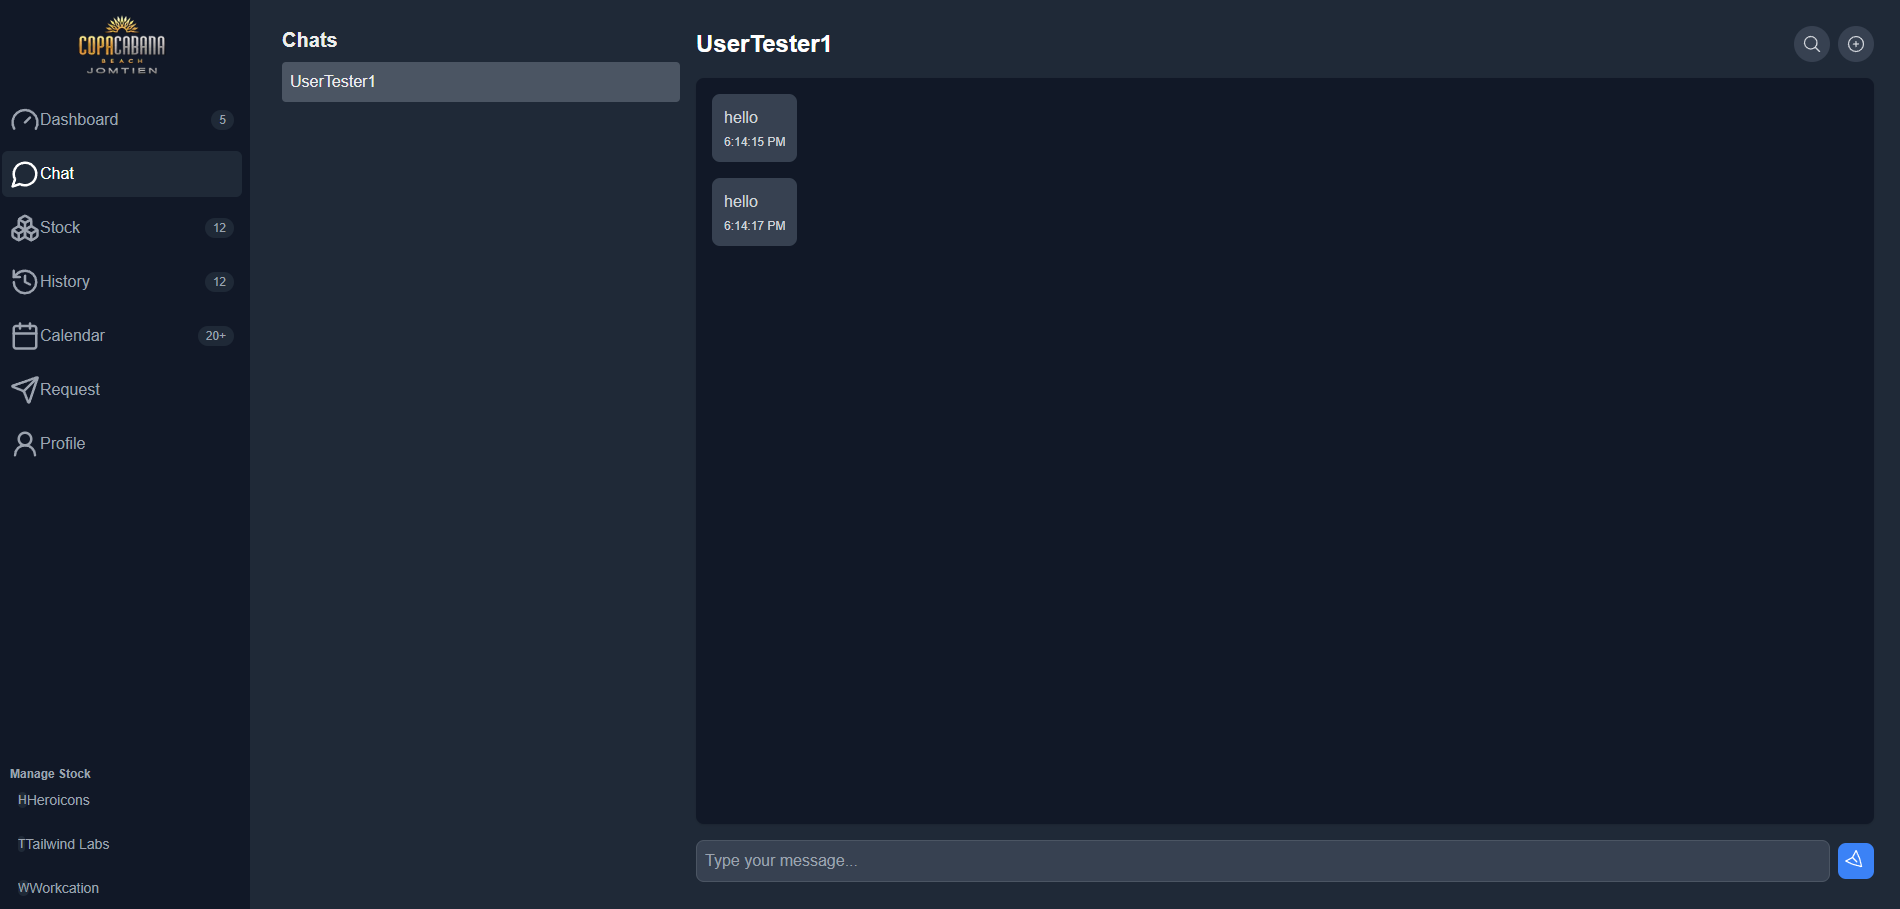 COPACABANA
BEACH
JOMTIEN
Dashboard 5
Chat
Stock 12
History 12
Calendar 20+
Request
Profile
Manage Stock
HHeroicons
TTailwind Labs
WWorkcation
Chats
UserTester1
UserTester1
hello
6:14:15 PM
hello
6:14:17 PM
Type your message...